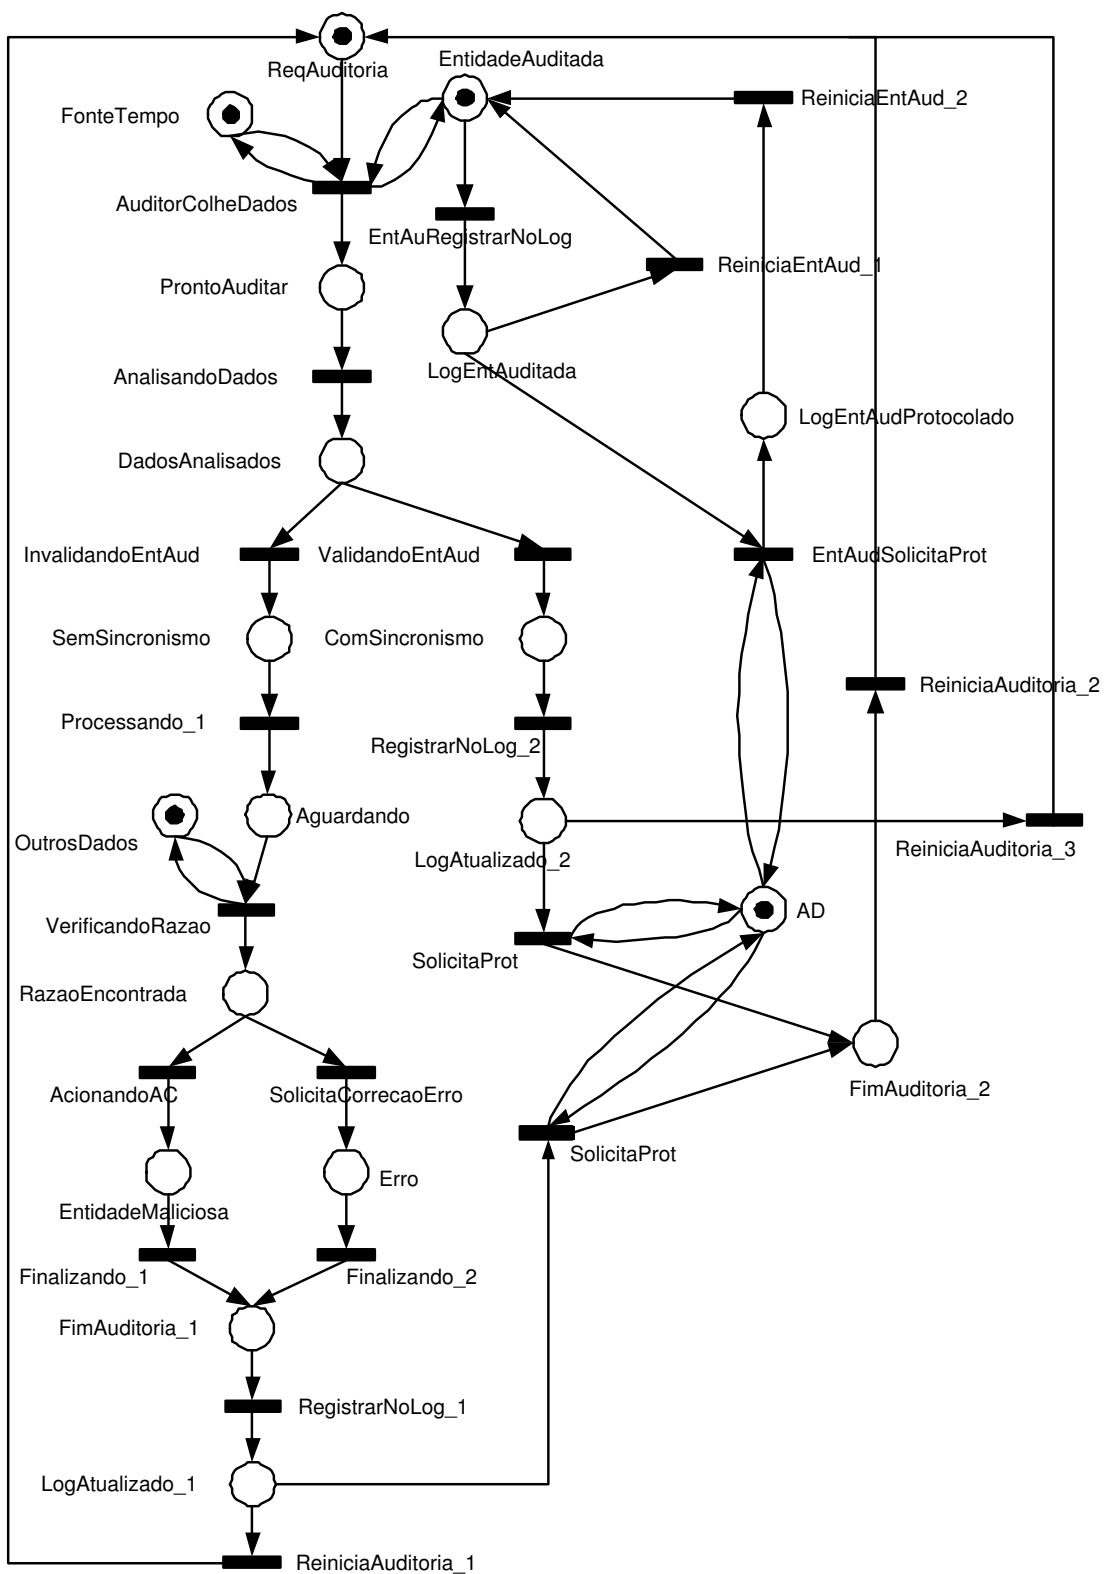 EntidadeAuditada
ReqAuditoria
ReiniciaEntAud_2
FonteTempo
AuditorColheDados
EntAuRegistrarNoLog
ReiniciaEntAud_1
ProntoAuditar
LogEntAuditada
AnalisandoDados
LogEntAudProtocolado
DadosAnalisados
InvalidandoEntAud
ValidandoEntAud
EntAudSolicitaProt
SemSincronismo
ComSincronismo
ReiniciaAuditoria_2
Processando_1
RegistrarNoLog_2
Aguardando
OutrosDados
LogAtualizado_2
ReiniciaAuditoria_3
AD
VerificandoRazao
SolicitaProt
RazaoEncontrada
FimAuditoria_2
AcionandoAC
SolicitaCorrecaoErro
SolicitaProt
Erro
EntidadeMaliciosa
Finalizando_1
Finalizando_2
FimAuditoria_1
RegistrarNoLog_1
LogAtualizado_1
ReiniciaAuditoria_1